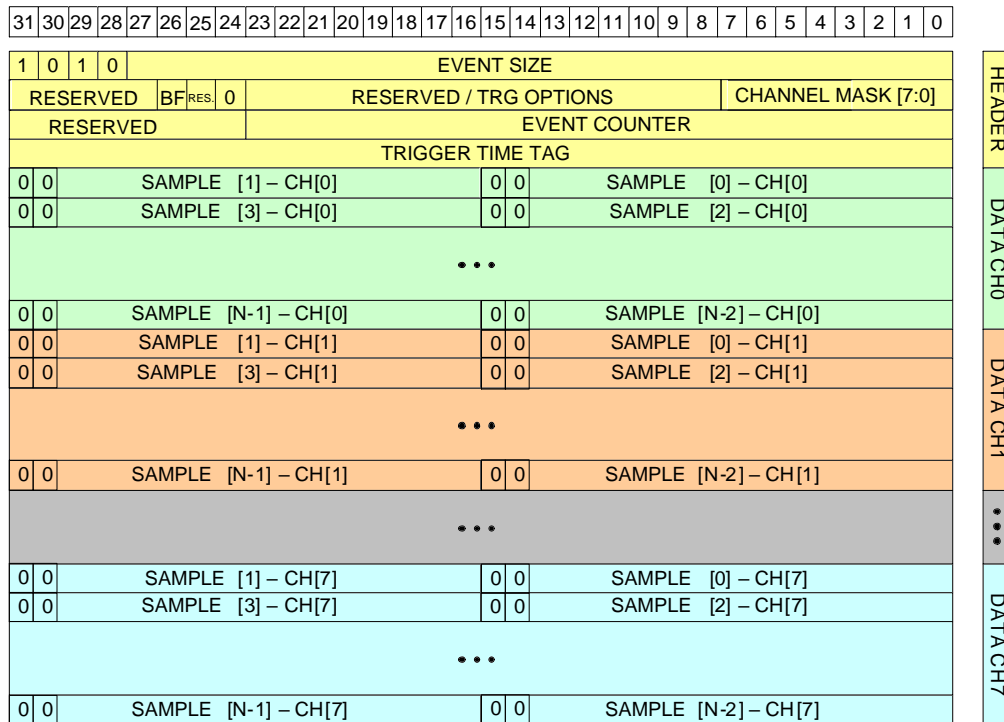 31 30 29 28 27 26 25 24 23 22 21 20 19 18 17 16 15 14 13 12 11 10 9 8 7 6 5 4 3 2 1 0
1 0 1 0 EVENT SIZE
RESERVED BF RES. 0 RESERVED / TRG OPTIONS CHANNEL MASK [7:0]
RESERVED EVENT COUNTER
TRIGGER TIME TAG
HEADER
0 0 SAMPLE [1] – CH[0] 0 0 SAMPLE [0] – CH[0]
0 0 SAMPLE [3] – CH[0] 0 0 SAMPLE [2] – CH[0]
...
0 0 SAMPLE [N-1] – CH[0] 0 0 SAMPLE [N-2] – CH[0]
DATA CH0
0 0 SAMPLE [1] – CH[1] 0 0 SAMPLE [0] – CH[1]
0 0 SAMPLE [3] – CH[1] 0 0 SAMPLE [2] – CH[1]
...
0 0 SAMPLE [N-1] – CH[1] 0 0 SAMPLE [N-2] – CH[1]
DATA CH1
...
...
0 0 SAMPLE [1] – CH[7] 0 0 SAMPLE [0] – CH[7]
0 0 SAMPLE [3] – CH[7] 0 0 SAMPLE [2] – CH[7]
...
0 0 SAMPLE [N-1] – CH[7] 0 0 SAMPLE [N-2] – CH[7]
DATA CH7